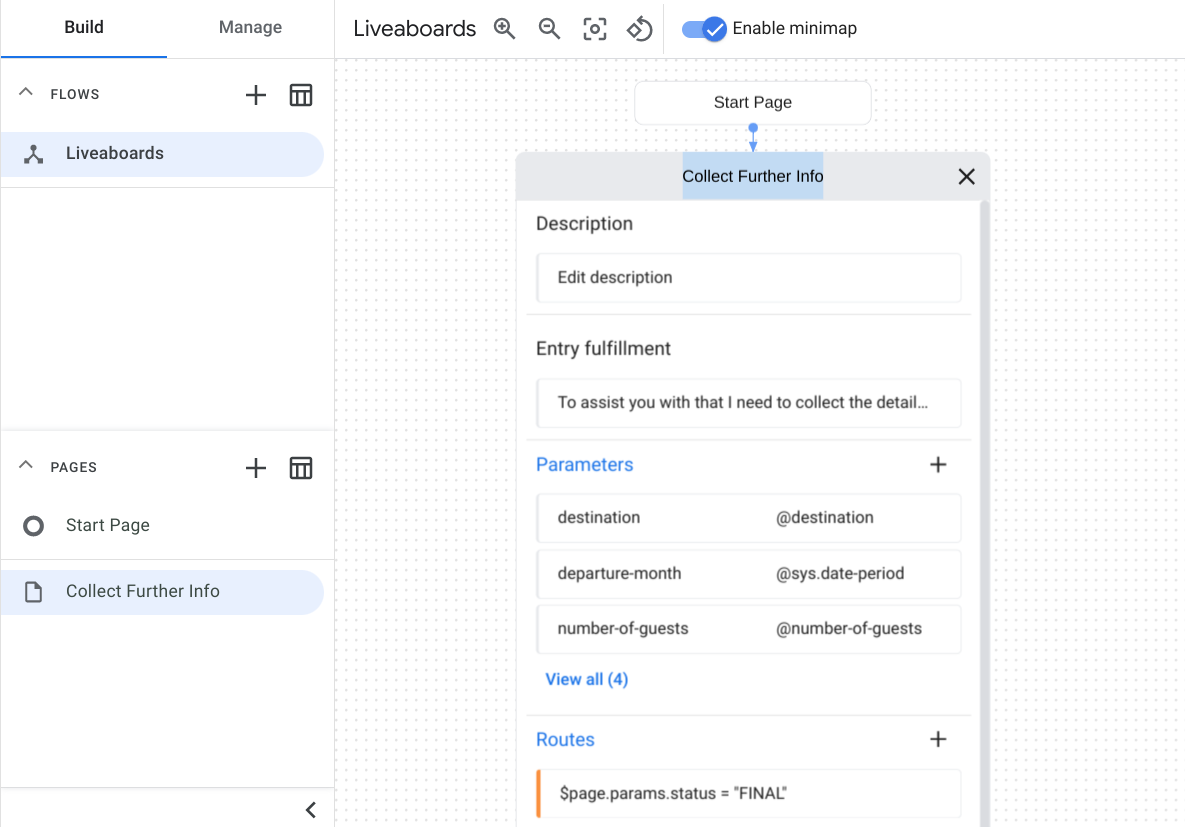 Build
Manage
Liveaboards
Enable minimap
FLOWS
Liveaboards
PAGES
Start Page
Collect Further Info
Start Page
Collect Further Info
Description
Edit description
Entry fulfillment
To assist you with that I need to collect the detail...
Parameters
destination @destination
departure-month @sys.date-period
number-of-guests @number-of-guests
View all (4)
Routes
$page.params.status = "FINAL"